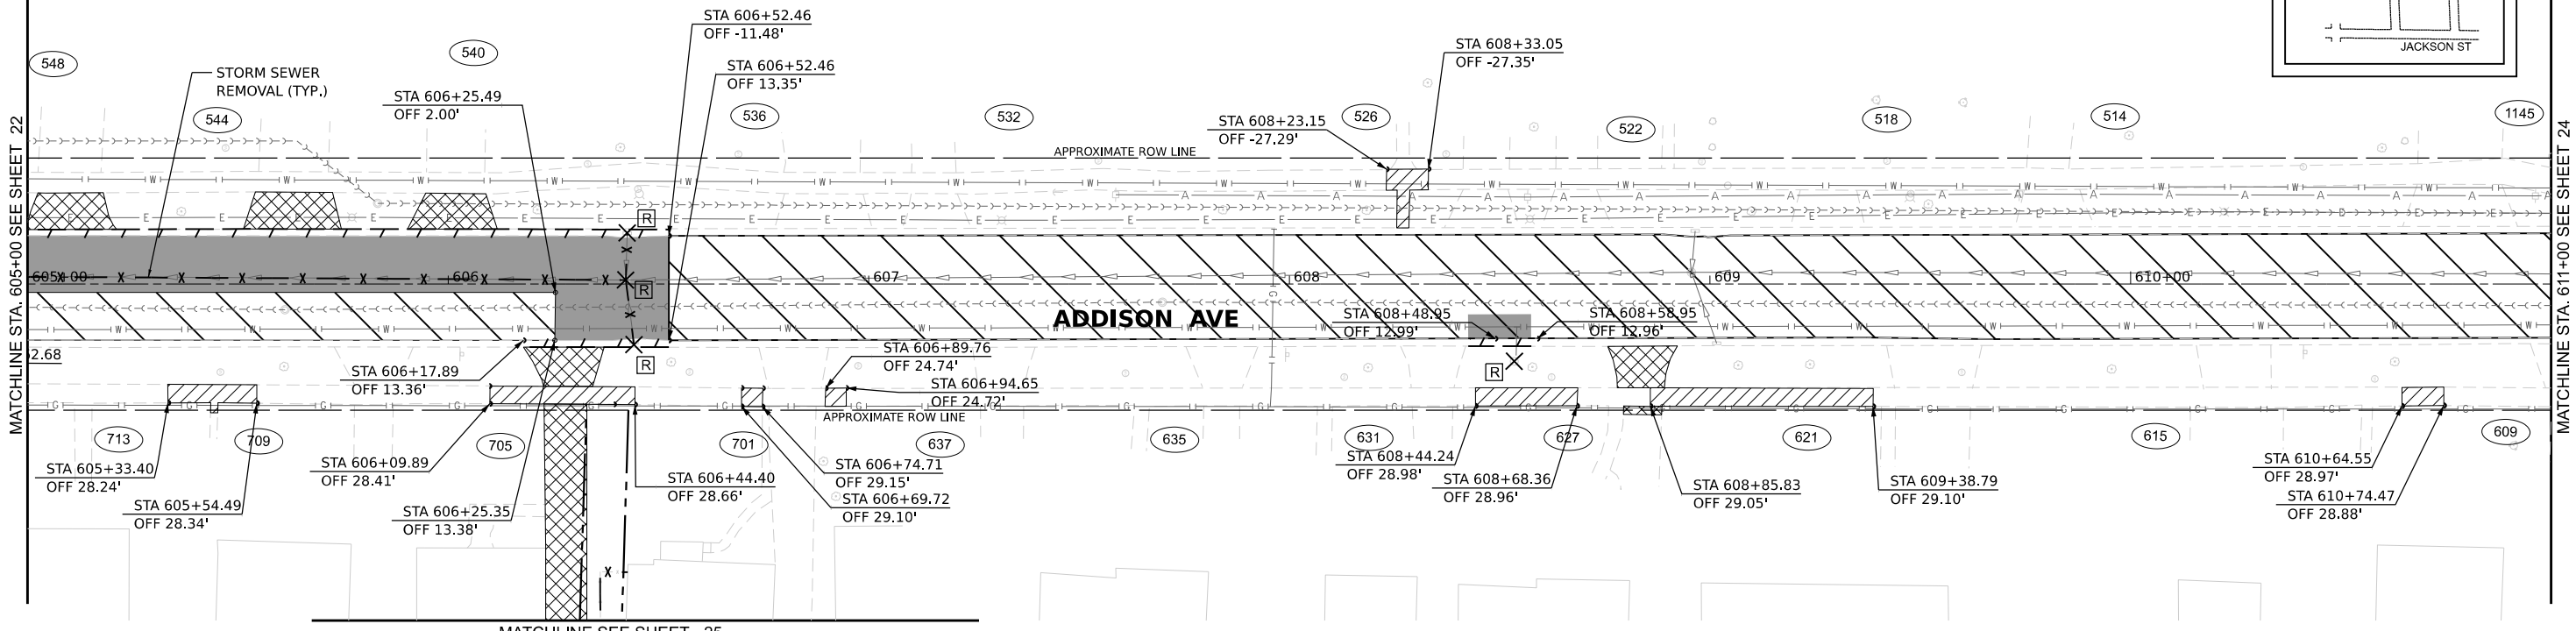 STA 606+52.46
OFF -11.48'
STA 606+52.46
OFF 13.35'
STA 608+33.05
OFF -27.35'
JACKSON ST
548
540
STORM SEWER
REMOVAL (TYP.)
STA 606+25.49
OFF 2.00'
544
536
532
STA 608+23.15
OFF -27.29'
526
522
518
514
1145
APPROXIMATE ROW LINE
MATCHLINE STA. 605+00 SEE SHEET 22
MATCHLINE STA. 611+00 SEE SHEET 24
R
R
R
R
605+00
606
607
608
609
610+00
ADDISON AVE
STA 608+48.95
OFF 12.99'
STA 608+58.95
OFF 12.96'
2.68
STA 606+17.89
OFF 13.36'
STA 606+89.76
OFF 24.74'
STA 606+94.65
OFF 24.72'
APPROXIMATE ROW LINE
713
709
705
701
637
635
631
627
621
615
609
STA 605+33.40
OFF 28.24'
STA 605+54.49
OFF 28.34'
STA 606+09.89
OFF 28.41'
STA 606+25.35
OFF 13.38'
STA 606+44.40
OFF 28.66'
STA 606+74.71
OFF 29.15'
STA 606+69.72
OFF 29.10'
STA 608+44.24
OFF 28.98'
STA 608+68.36
OFF 28.96'
STA 608+85.83
OFF 29.05'
STA 609+38.79
OFF 29.10'
STA 610+64.55
OFF 28.97'
STA 610+74.47
OFF 28.88'
MATCHLINE SEE SHEET 25